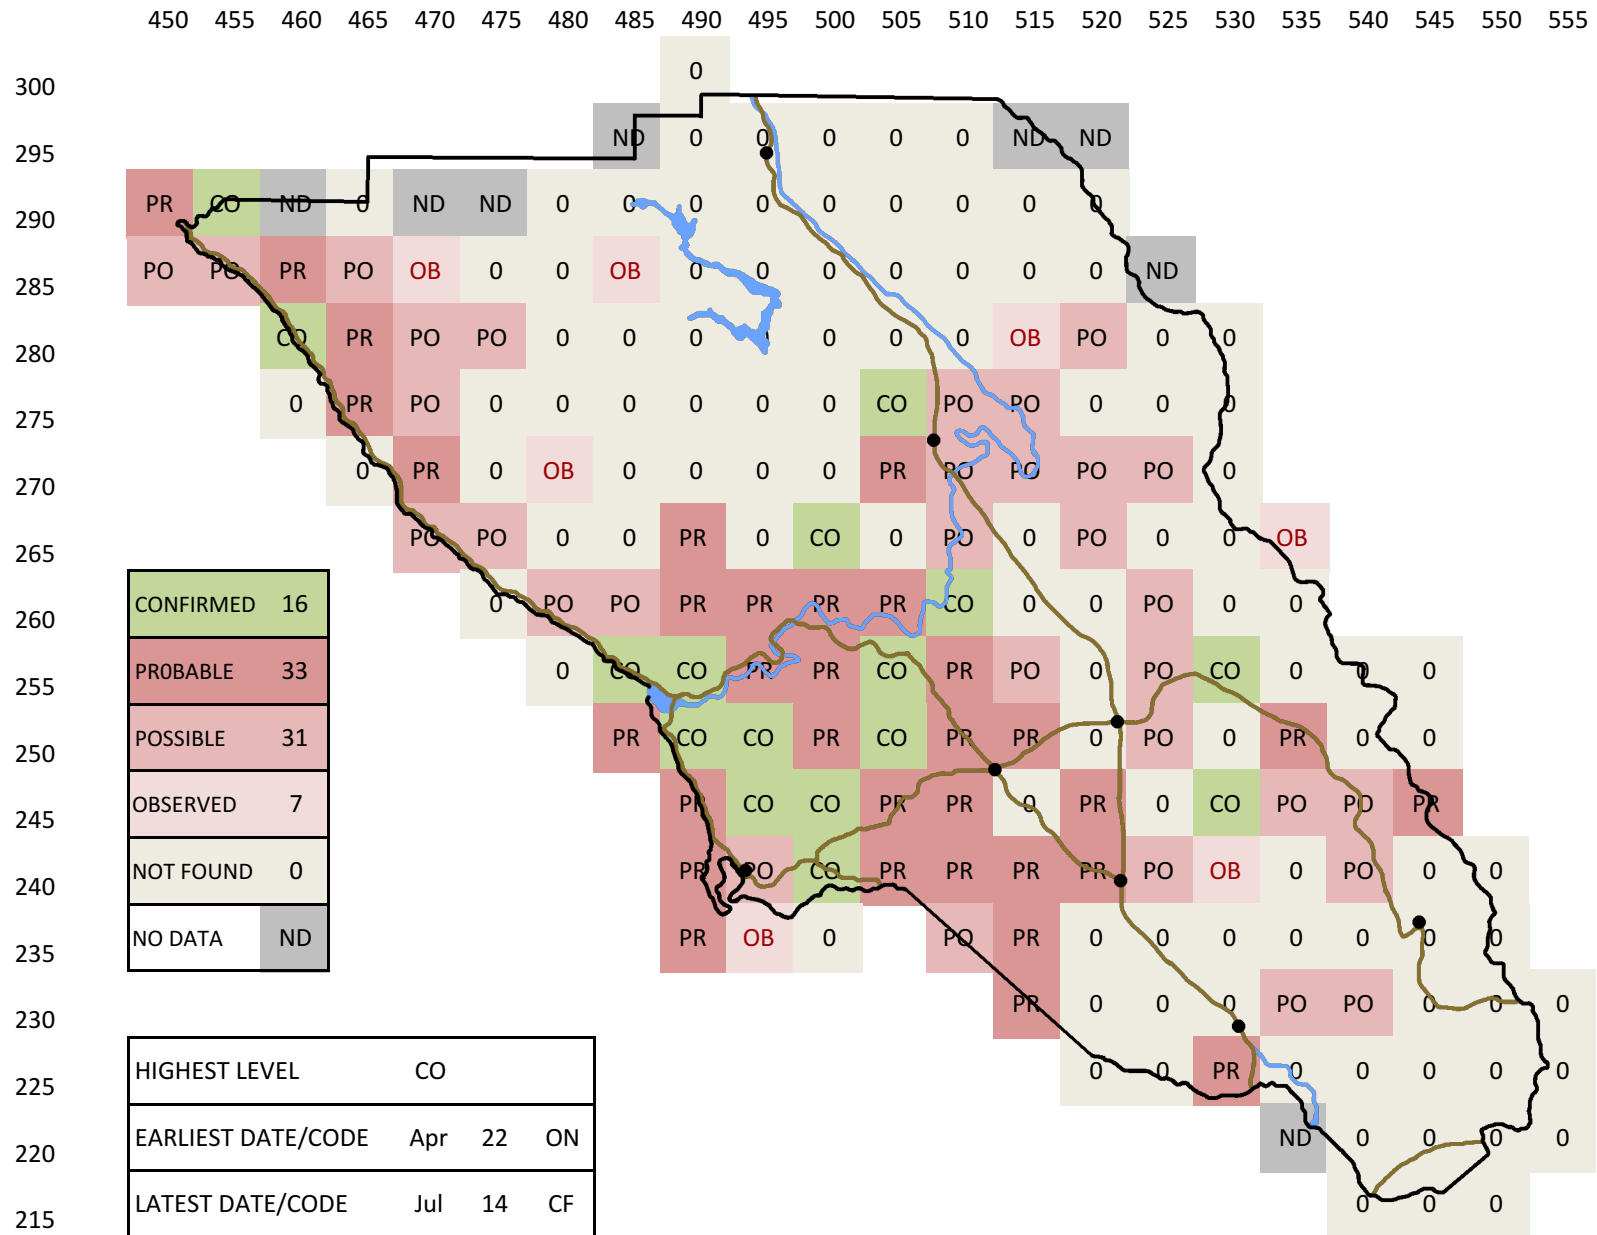 450 455 460 465 470 475 480 485 490 495 500 505 510 515 520 525 530 535 540 545 550 555
300 0
295 ND 0 0 0 0 0 ND ND
290 PR CO ND 0 ND ND 0 0 0 0 0 0 0 0 0
285 PO PO PR PO OB 0 0 OB 0 0 0 0 0 0 0 ND
280 CO PR PO PO 0 0 0 0 0 0 0 OB PO 0 0
275 0 PR PO 0 0 0 0 0 0 CO PO PO 0 0 0
270 0 PR 0 OB 0 0 0 0 PR PO PO PO PO 0
265 PO PO 0 0 PR 0 CO 0 PO 0 PO 0 0 OB
260 0 PO PO PR PR PR PR CO 0 0 PO 0 0
255 0 CO CO PR PR CO PR PO 0 PO CO 0 0 0
250 PR CO CO PR CO PR PR 0 PO 0 PR 0 0
245 PR CO CO PR PR 0 PR 0 CO PO PO PR
240 PR PO CO PR PR PR PR PO OB 0 PO 0 0
235 PR OB 0 PO PR 0 0 0 0 0 0 0
230 PR 0 0 0 PO PO 0 0 0
225 0 0 PR 0 0 0 0 0
220 ND 0 0 0 0
215 0 0 0
CONFIRMED 16
PR0BABLE 33
POSSIBLE 31
OBSERVED 7
NOT FOUND 0
NO DATA ND
HIGHEST LEVEL CO
EARLIEST DATE/CODE Apr 22 ON
LATEST DATE/CODE Jul 14 CF